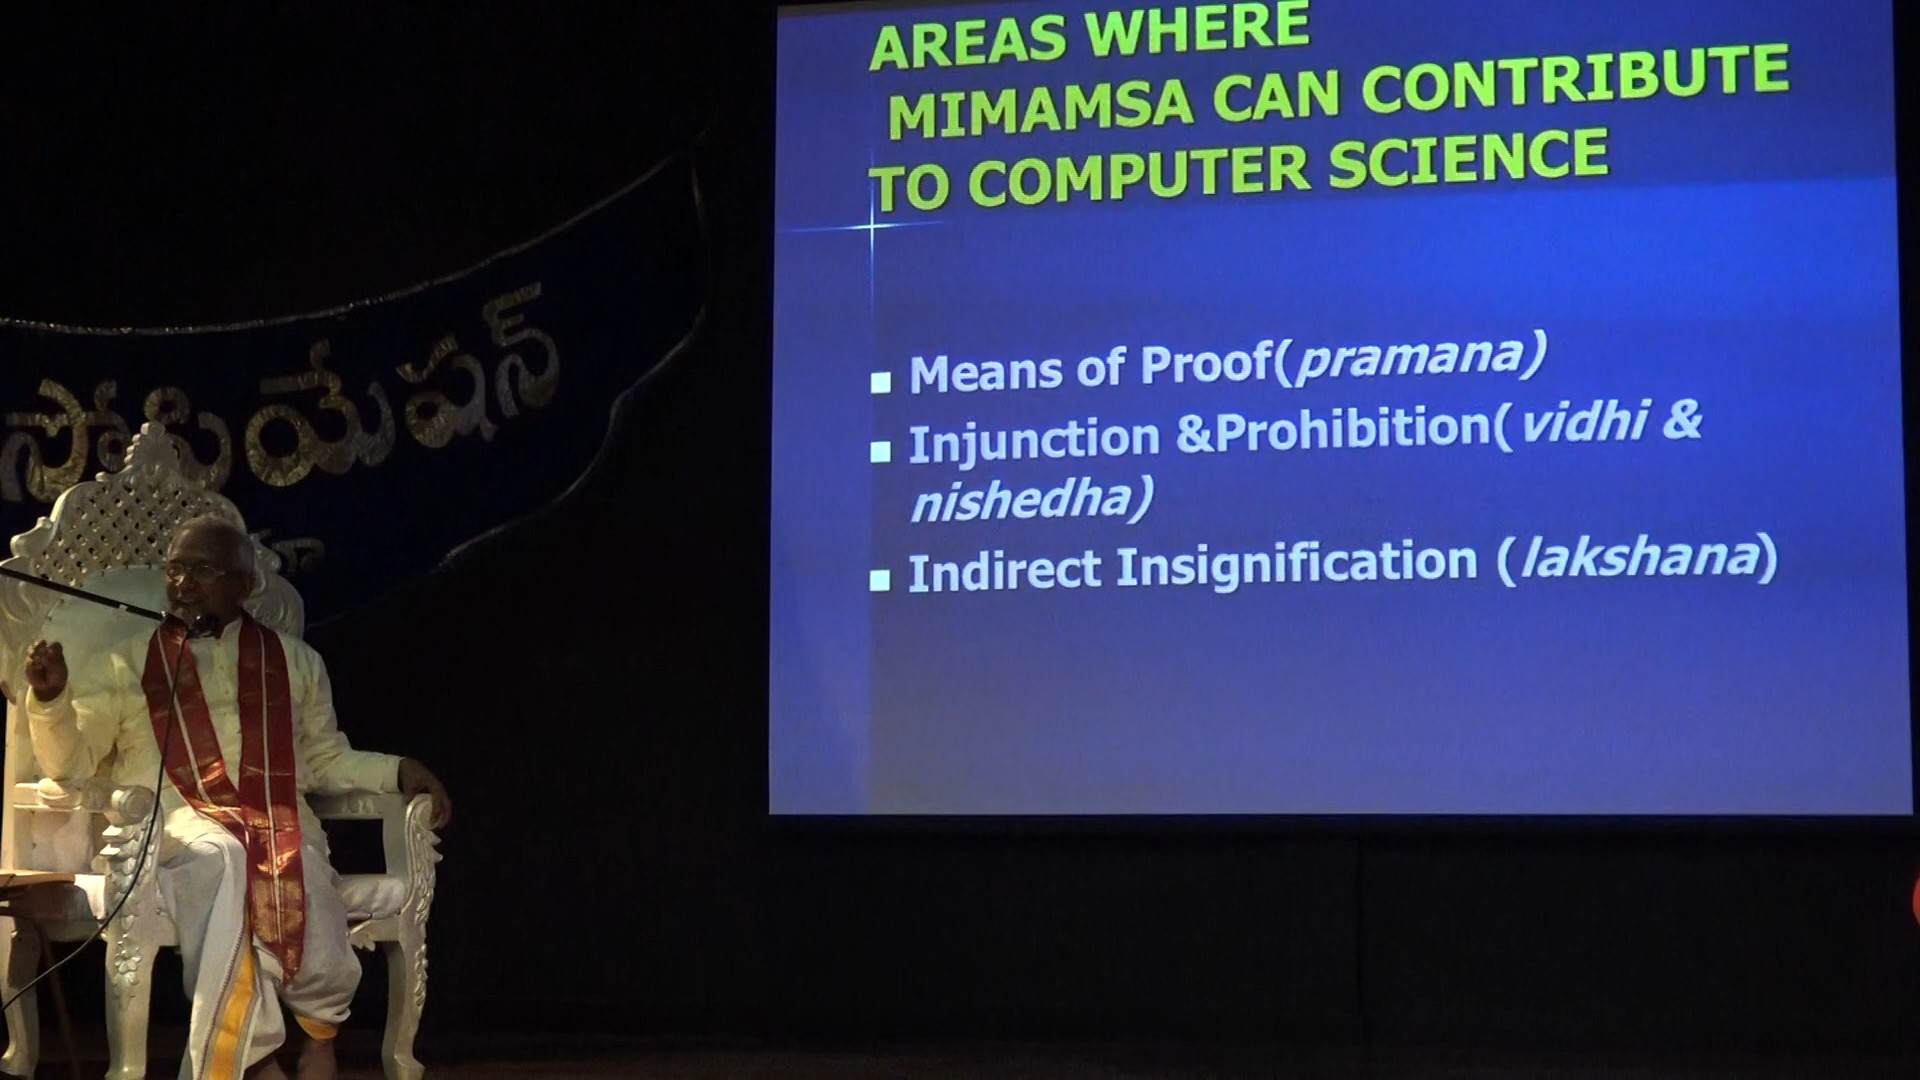 AREAS WHERE
MIMAMSA CAN CONTRIBUTE
TO COMPUTER SCIENCE
Means of Proof(pramana)
Injunction &Prohibition(vidhi &
nishedha)
Indirect Insignification (lakshana)
సోసియేషన్